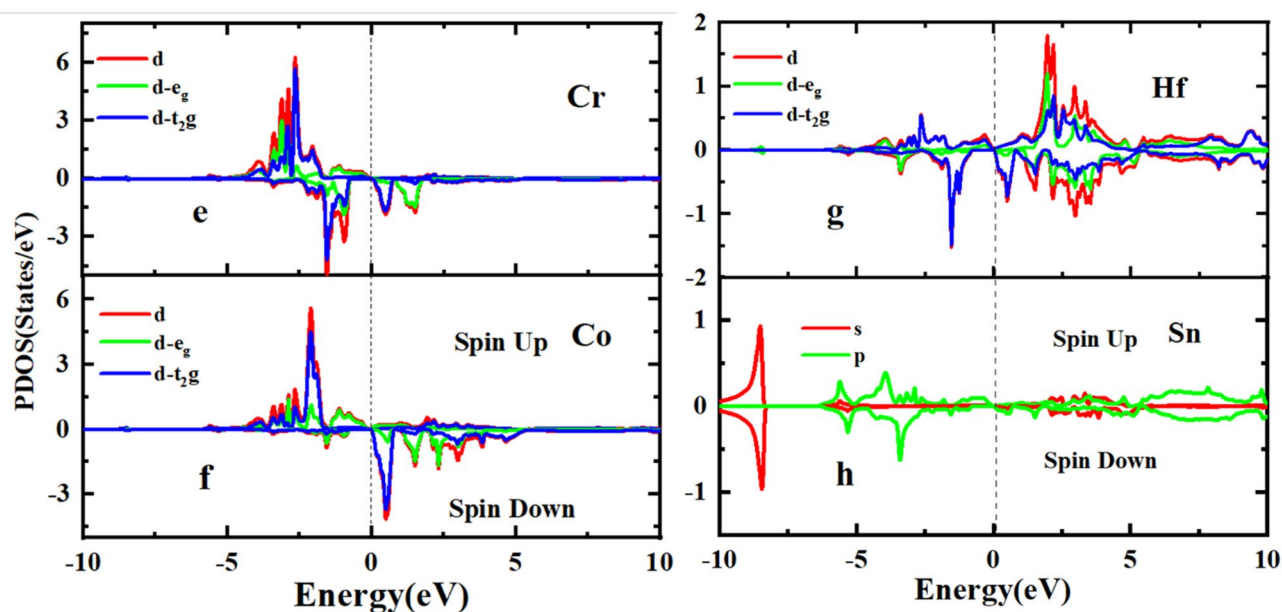 PDOS(States/eV)
6
3
0
-3
d
d-eg
d-t2g
Cr
e
6
3
0
-3
d
d-eg
d-t2g
Spin Up
Co
f
Spin Down
-10
-5
0
5
10
Energy(eV)
2
1
0
-1
-2
d
d-eg
d-t2g
Hf
g
1
0
-1
s
p
Spin Up
Sn
h
Spin Down
-10
-5
0
5
10
Energy(eV)